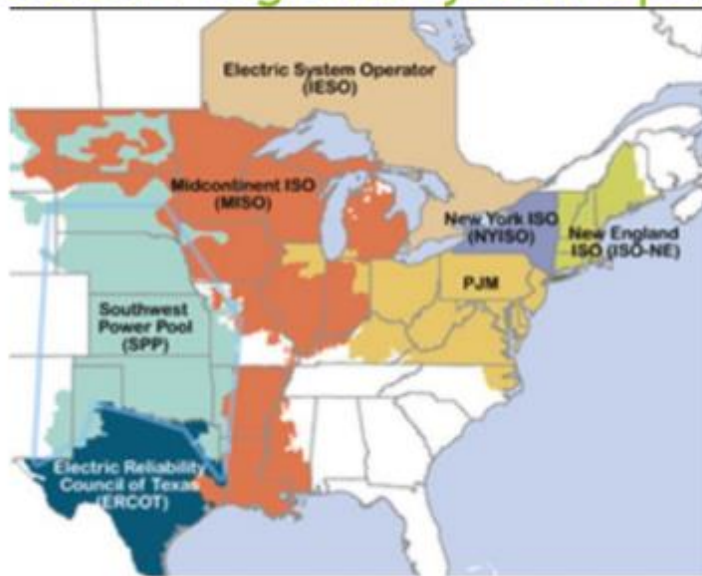 Electric System Operator
(IESO)
Midcontinent ISO
(MISO)
New York ISO
(NYISO)
New England
ISO (ISO-NE)
PJM
Southwest
Power Pool
(SPP)
Electric Reliability
Council of Texas
(ERCOT)